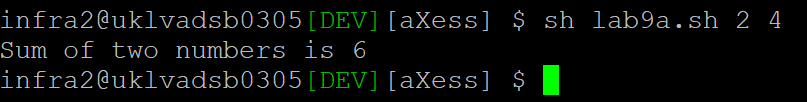 infra2@uklvadsb0305[DEV][aXess] $ sh lab9a.sh 2 4
Sum of two numbers is 6
infra2@uklvadsb0305[DEV][aXess] $